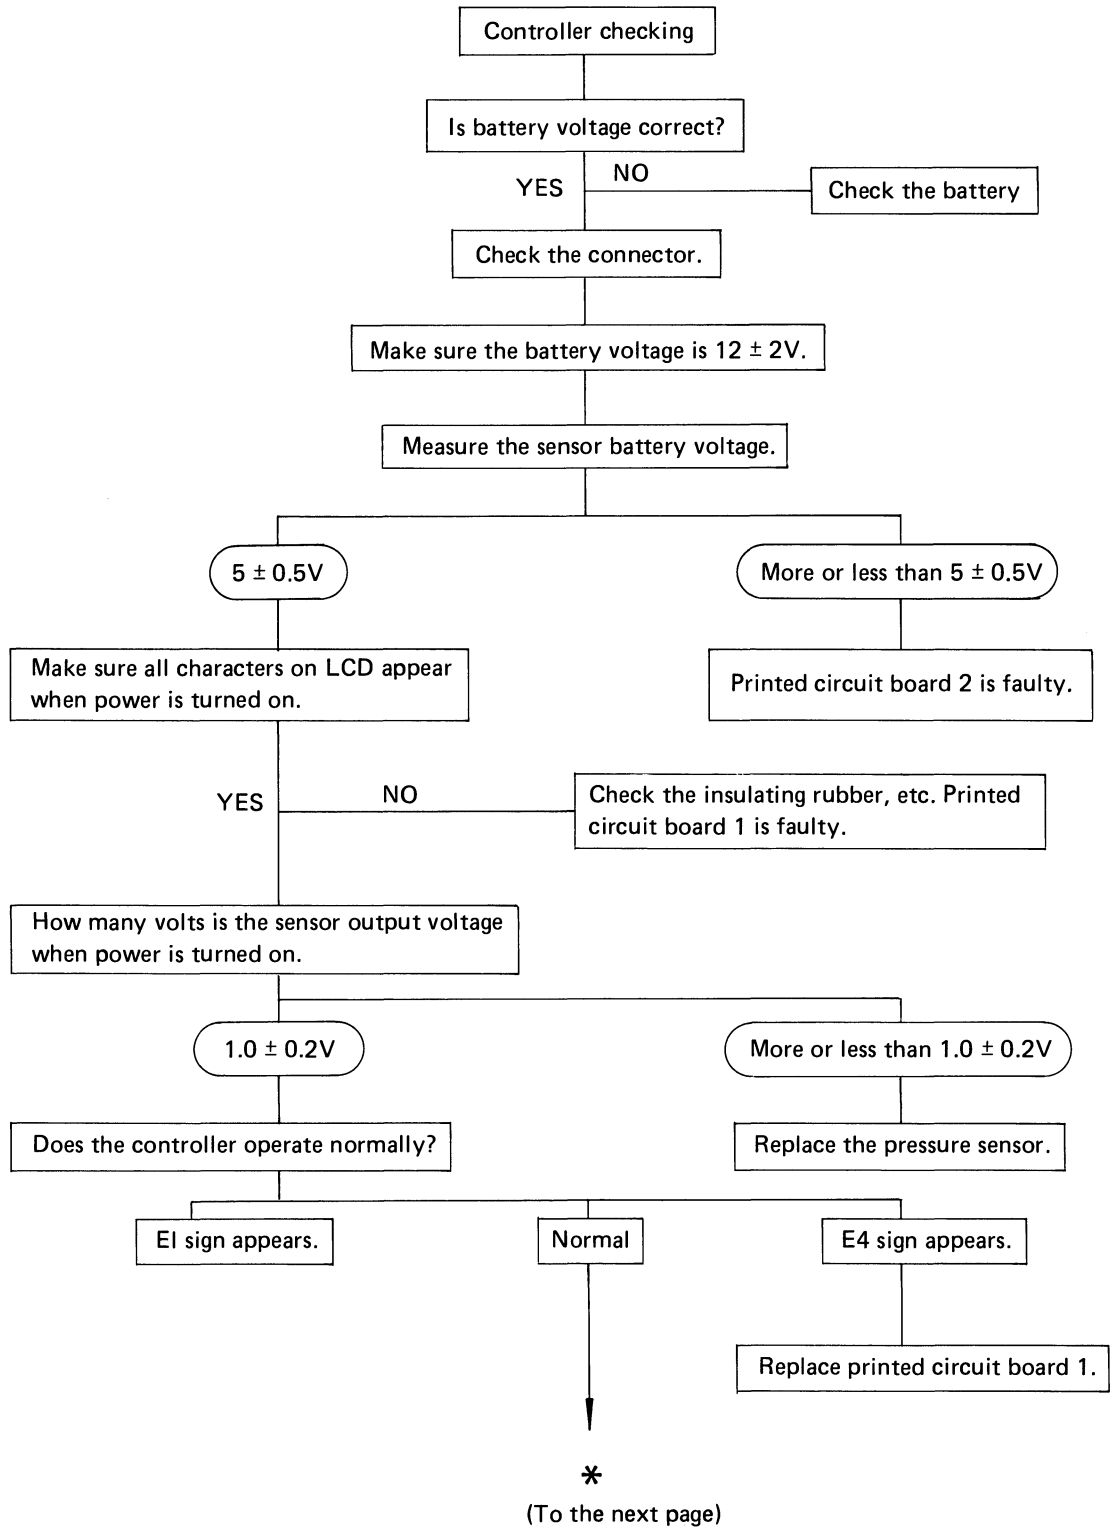 Controller checking
Is battery voltage correct?
YES
NO
Check the battery
Check the connector.
Make sure the battery voltage is 12 ± 2V.
Measure the sensor battery voltage.
5 ± 0.5V
More or less than 5 ± 0.5V
Make sure all characters on LCD appear
when power is turned on.
Printed circuit board 2 is faulty.
YES
NO
Check the insulating rubber, etc. Printed
circuit board 1 is faulty.
How many volts is the sensor output voltage
when power is turned on.
1.0 ± 0.2V
More or less than 1.0 ± 0.2V
Does the controller operate normally?
Replace the pressure sensor.
EI sign appears.
Normal
E4 sign appears.
Replace printed circuit board 1.
*
(To the next page)